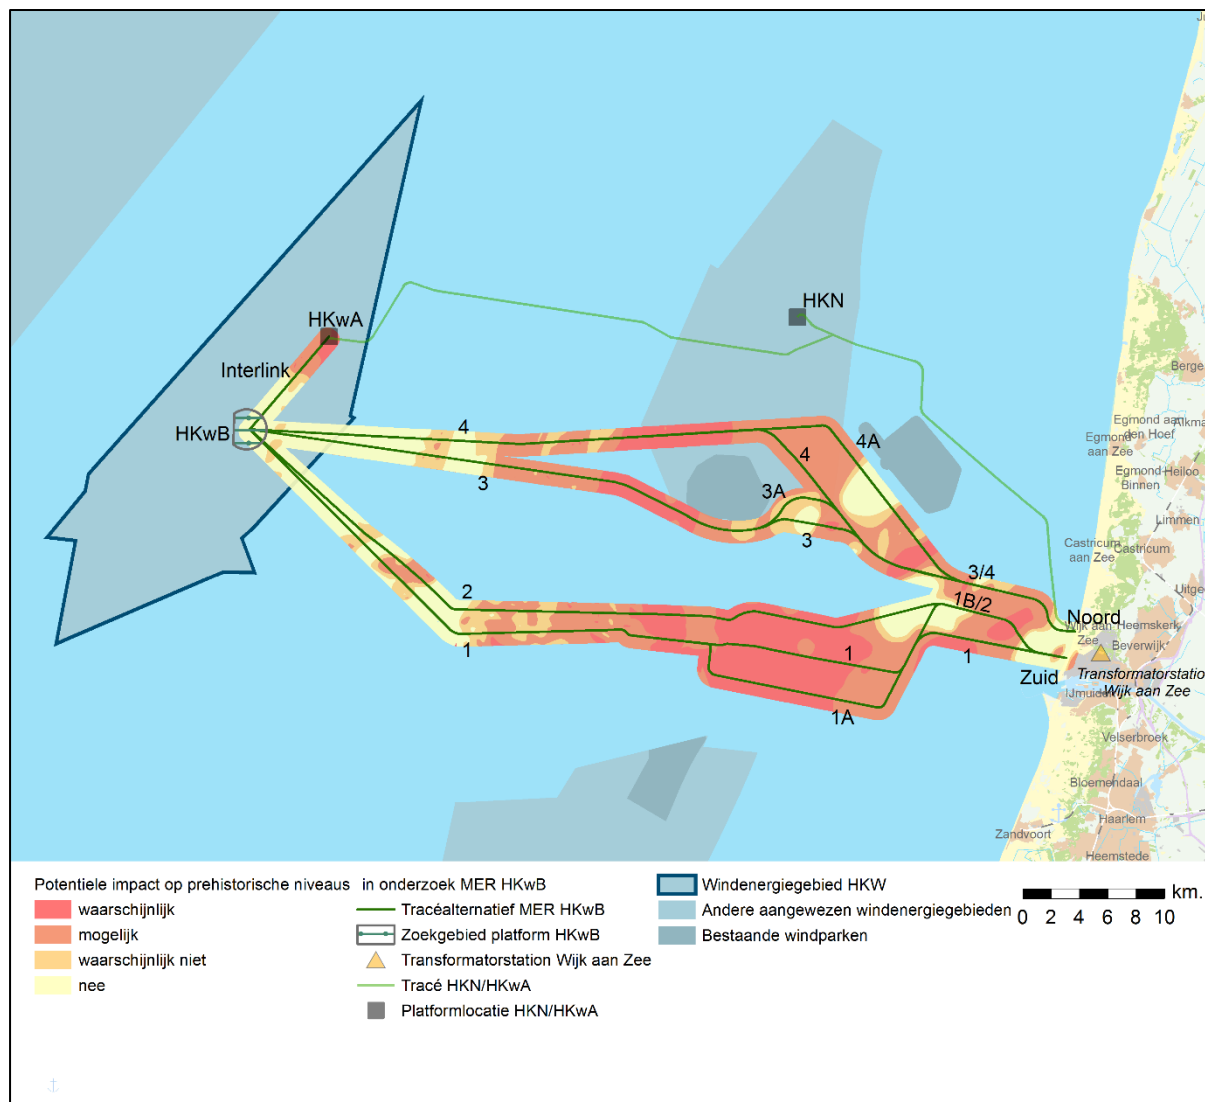 Ju
HKN
HKwA
Berge
Interlink
Egmond aan
den Hoef
Alkma
4
4A
Egmond
aan Zee
HKwB
4
Egmond
Binnen
Heiloo
3
3A
Limmen
3
Castricum
aan Zee
Castricum
3/4
Uitge
2
1B/2
Noord
Wijk aan
Zee
Heemskerk
1
1
1
Beverwijk
Zuid
Transformatorstation
Wijk aan Zee
IJmuiden
1A
Velserbroek
Bloemendaal
Haarlem
Zandvoort
Heemstede
Potentiele impact op prehistorische niveaus
waarschijnlijk
mogelijk
waarschijnlijk niet
nee
in onderzoek MER HKwB
Tracéalternatief MER HKwB
Zoekgebied platform HKwB
Transformatorstation Wijk aan Zee
Tracé HKN/HKwA
Platformlocatie HKN/HKwA
Windenergiegebied HKW
Andere aangewezen windenergiegebieden
Bestaande windparken
km.
0 2 4 6 8 10